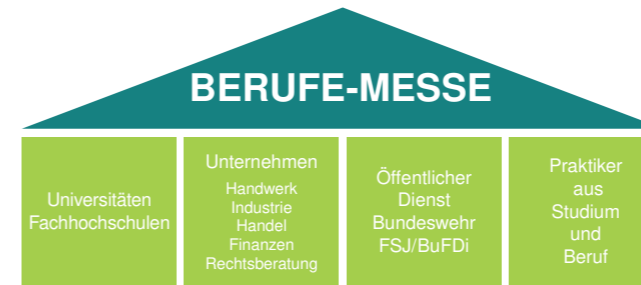 BERUFE-MESSE
Universitäten
Fachhochschulen
Unternehmen
Handwerk
Industrie
Handel
Finanzen
Rechtsberatung
Öffentlicher
Dienst
Bundeswehr
FSJ/BuFDi
Praktiker
aus
Studium
und
Beruf